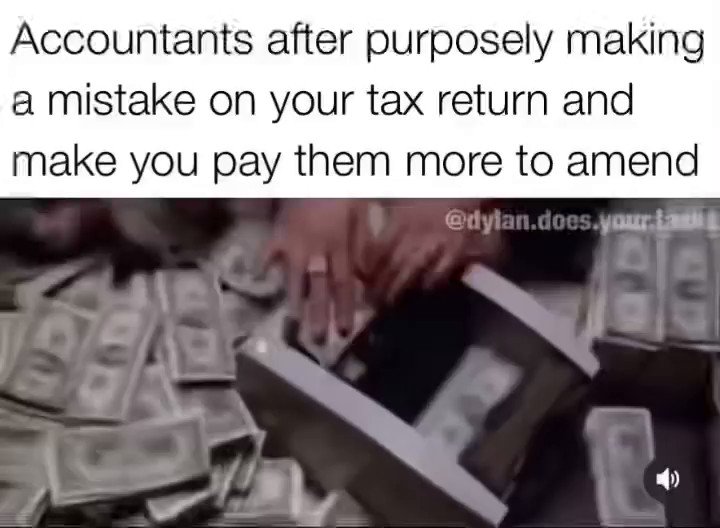 Accountants after purposely making
a mistake on your tax return and
make you pay them more to amend
@dylan.does.your.